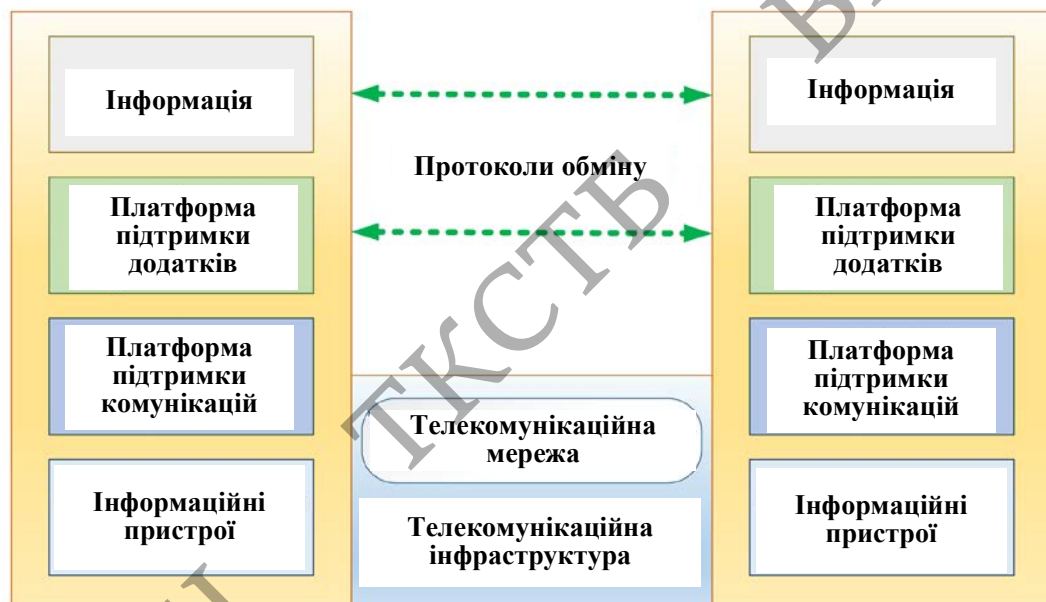 Інформація
Платформа
підтримки
додатків
Платформа
підтримки
комунікацій
Інформаційні
пристрої
Протоколи обміну
Телекомунікаційна
мережа
Телекомунікаційна
інфраструктура
Інформація
Платформа
підтримки
додатків
Платформа
підтримки
комунікацій
Інформаційні
пристрої
ТКСТБ